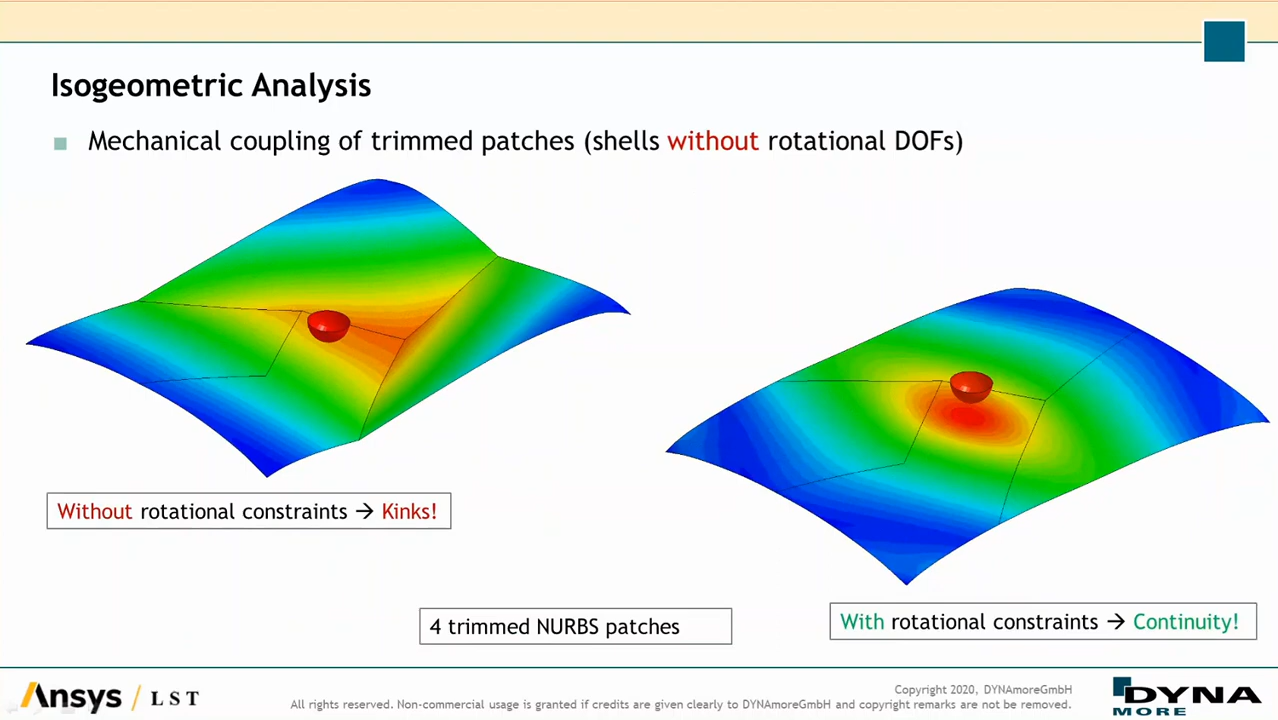 Isogeometric Analysis
Mechanical coupling of trimmed patches (shells without rotational DOFs)
Without rotational constraints → Kinks!
4 trimmed NURBS patches
With rotational constraints → Continuity!
Ansys / LST
Copyright 2020, DYNAmoreGmbH
All rights reserved. Non-commercial usage is granted if credits are given clearly to DYNAmoreGmbH and copyright remarks are not be removed.
DYNA
MORE